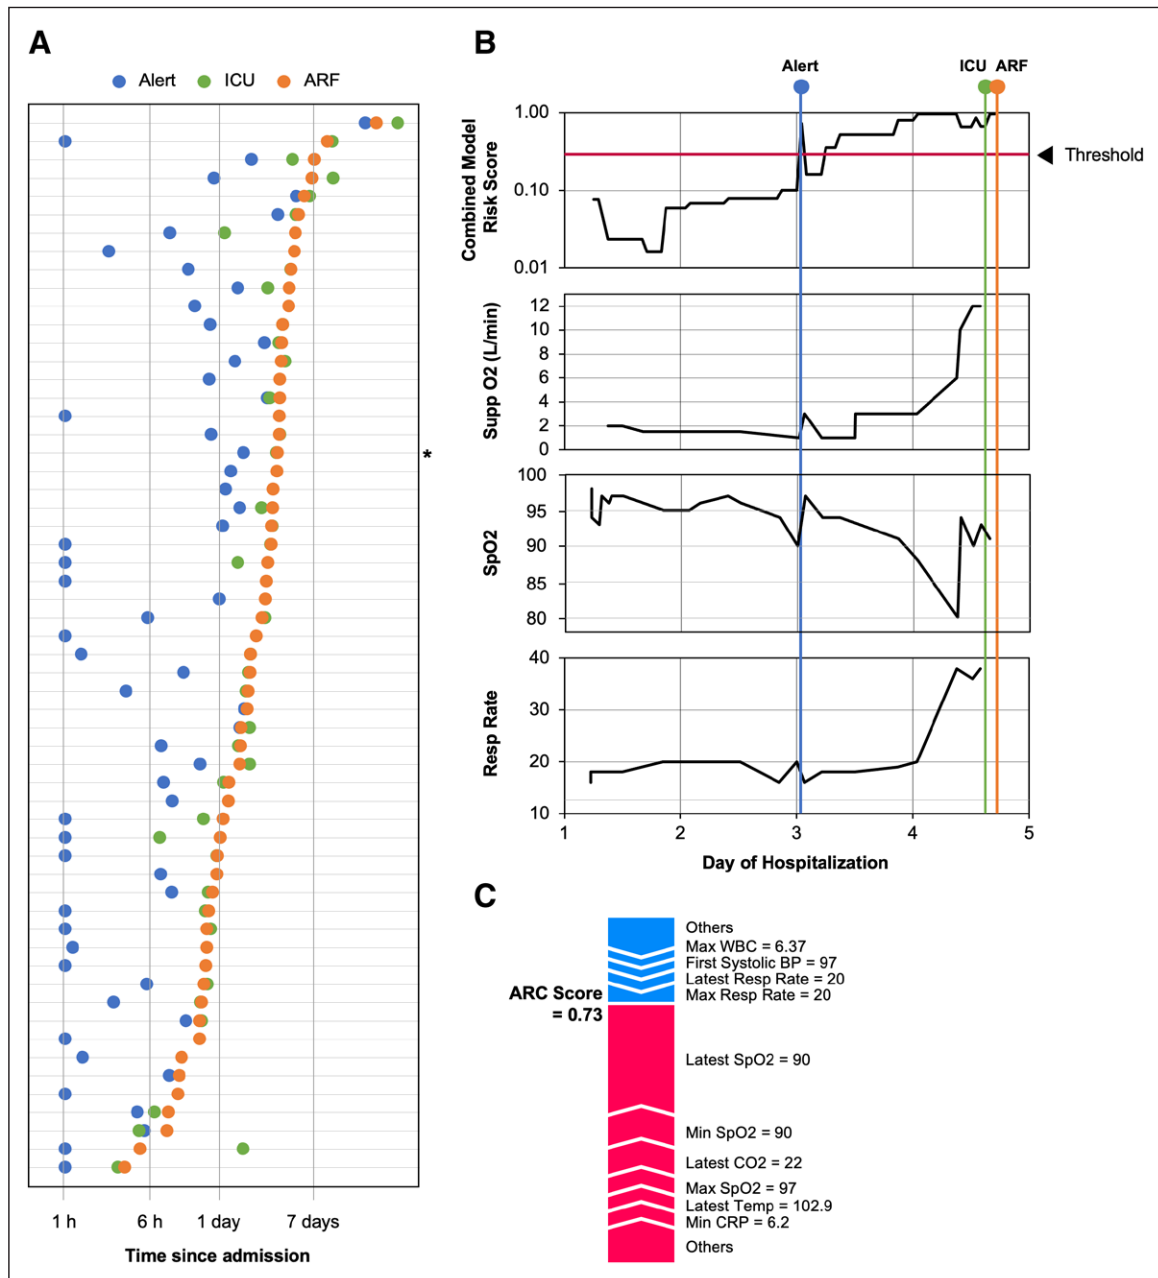 A
Alert ICU ARF
*
1 h 6 h 1 day 7 days
Time since admission
B
Alert ICU ARF
Combined Model
Risk Score
1.00
0.10
0.01
Threshold
Supp O2 (L/min)
12
10
8
6
4
2
0
SpO2
100
95
90
85
80
Resp Rate
40
30
20
10
1 2 3 4 5
Day of Hospitalization
C
ARC Score
= 0.73
Others
Max WBC = 6.37
First Systolic BP = 97
Latest Resp Rate = 20
Max Resp Rate = 20
Latest SpO2 = 90
Min SpO2 = 90
Latest CO2 = 22
Max SpO2 = 97
Latest Temp = 102.9
Min CRP = 6.2
Others